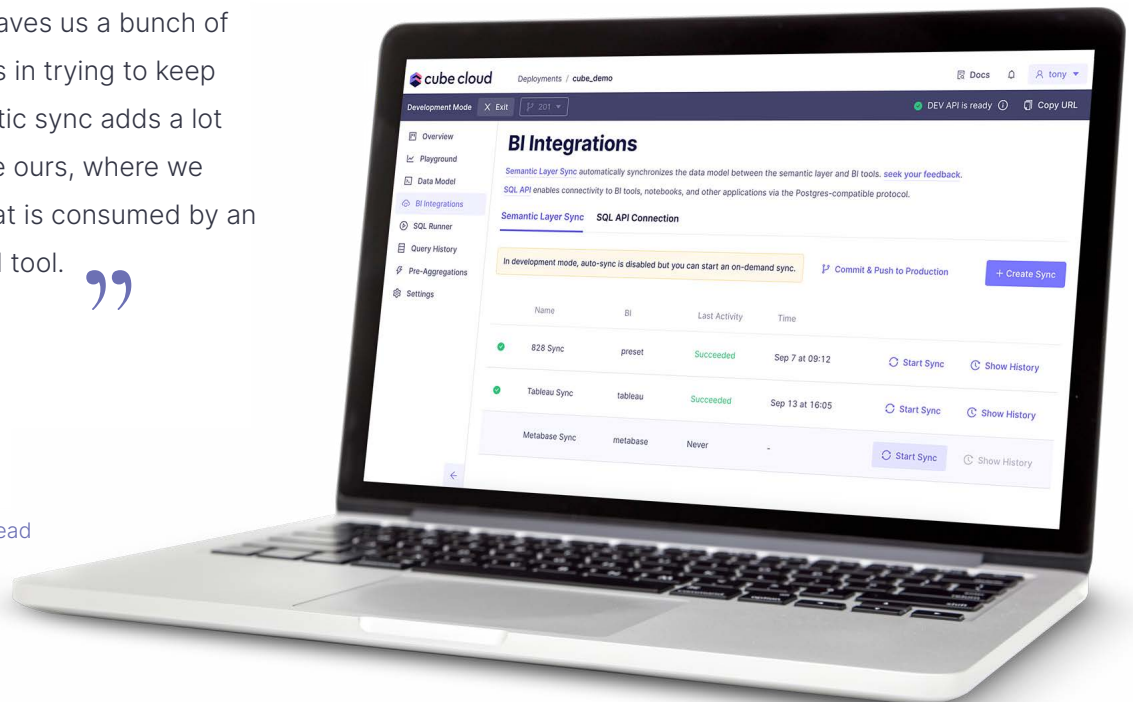 aves us a bunch of
s in trying to keep
tic sync adds a lot
e ours, where we
at is consumed by an
l tool.
”
ead
cube cloud Deployments / cube_demo Docs tony
Development Mode X Exit 201 DEV API is ready Copy URL
Overview
Playground
Data Model
BI Integrations
SQL Runner
Query History
Pre-Aggregations
Settings
BI Integrations
Semantic Layer Sync automatically synchronizes the data model between the semantic layer and BI tools. seek your feedback.
SQL API enables connectivity to BI tools, notebooks, and other applications via the Postgres-compatible protocol.
Semantic Layer Sync SQL API Connection
In development mode, auto-sync is disabled but you can start an on-demand sync. Commit & Push to Production + Create Sync
Name BI Last Activity Time
828 Sync preset Succeeded Sep 7 at 09:12 Start Sync Show History
Tableau Sync tableau Succeeded Sep 13 at 16:05 Start Sync Show History
Metabase Sync metabase Never - Start Sync Show History
command option